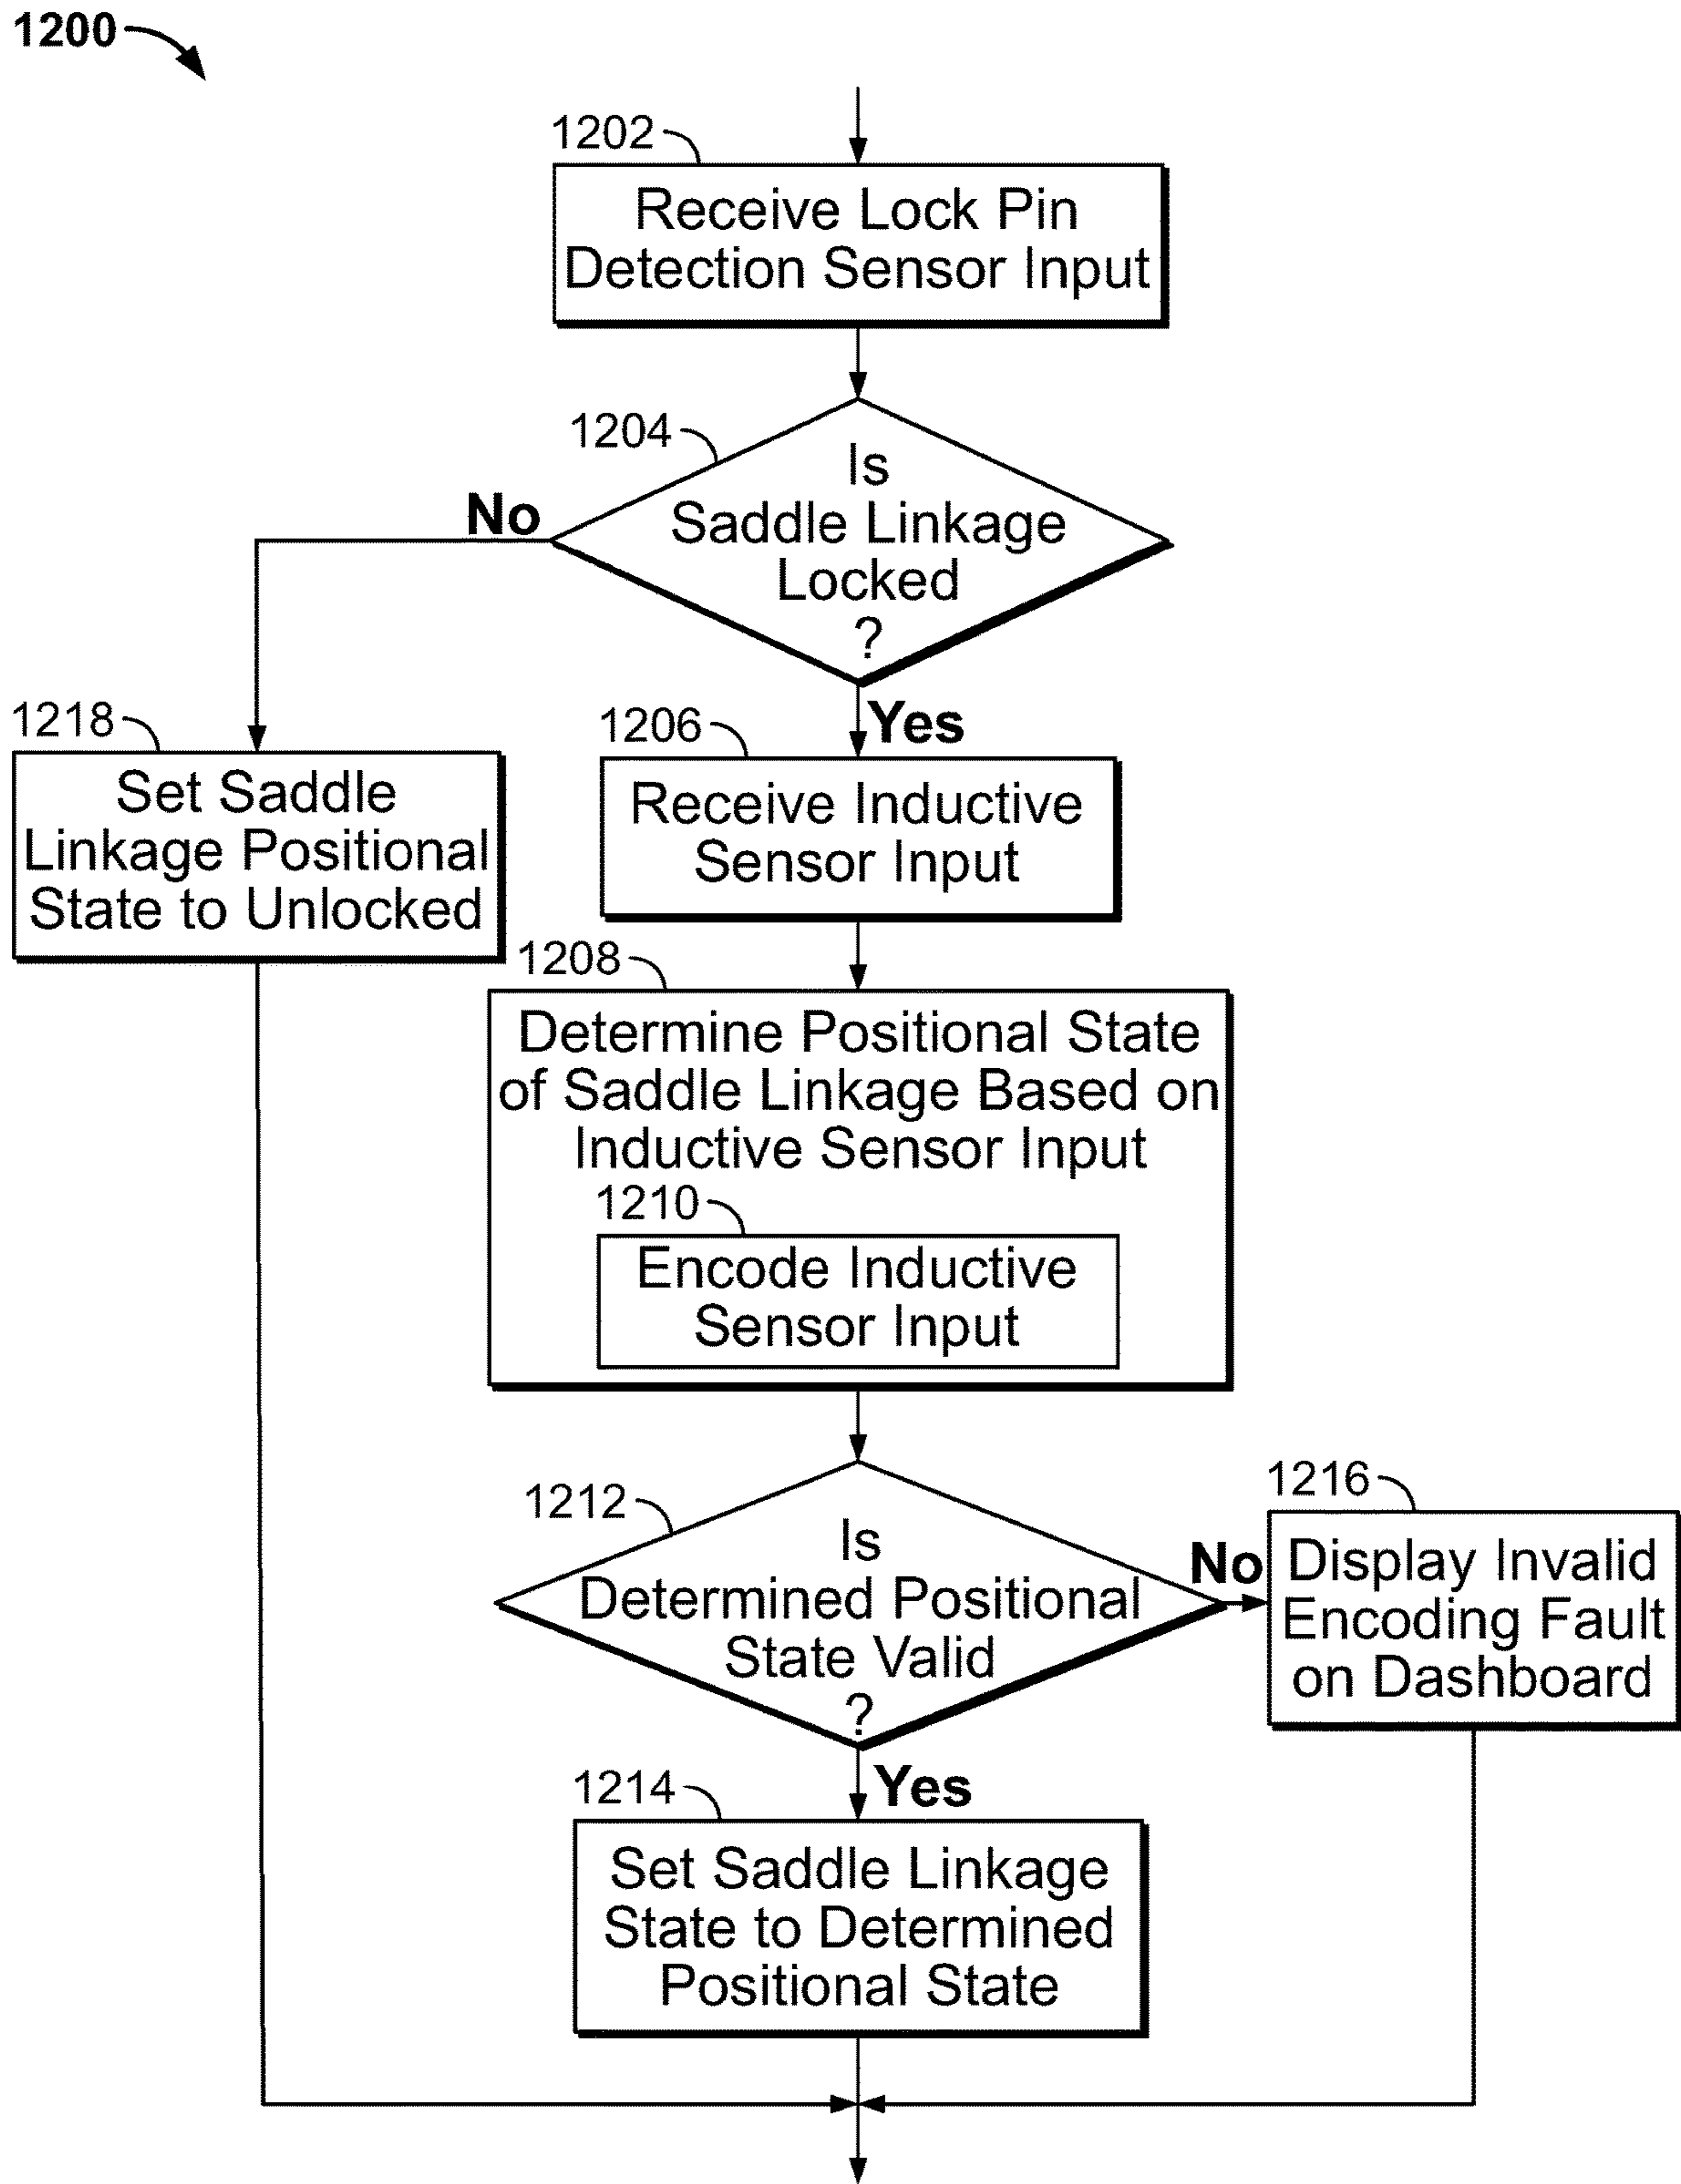 1200
1202
Receive Lock Pin
Detection Sensor Input
1204
Is
Saddle Linkage
Locked
?
No
Yes
1218
Set Saddle
Linkage Positional
State to Unlocked
1206
Receive Inductive
Sensor Input
1208
Determine Positional State
of Saddle Linkage Based on
Inductive Sensor Input
1210
Encode Inductive
Sensor Input
1212
Is
Determined Positional
State Valid
?
No
1216
Display Invalid
Encoding Fault
on Dashboard
Yes
1214
Set Saddle Linkage
State to Determined
Positional State